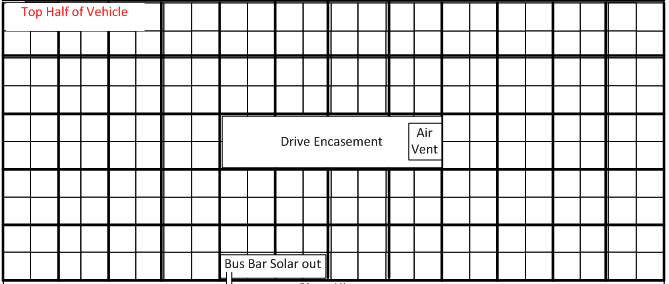 Top Half of Vehicle
Drive Encasement
Air
Vent
Bus Bar Solar out